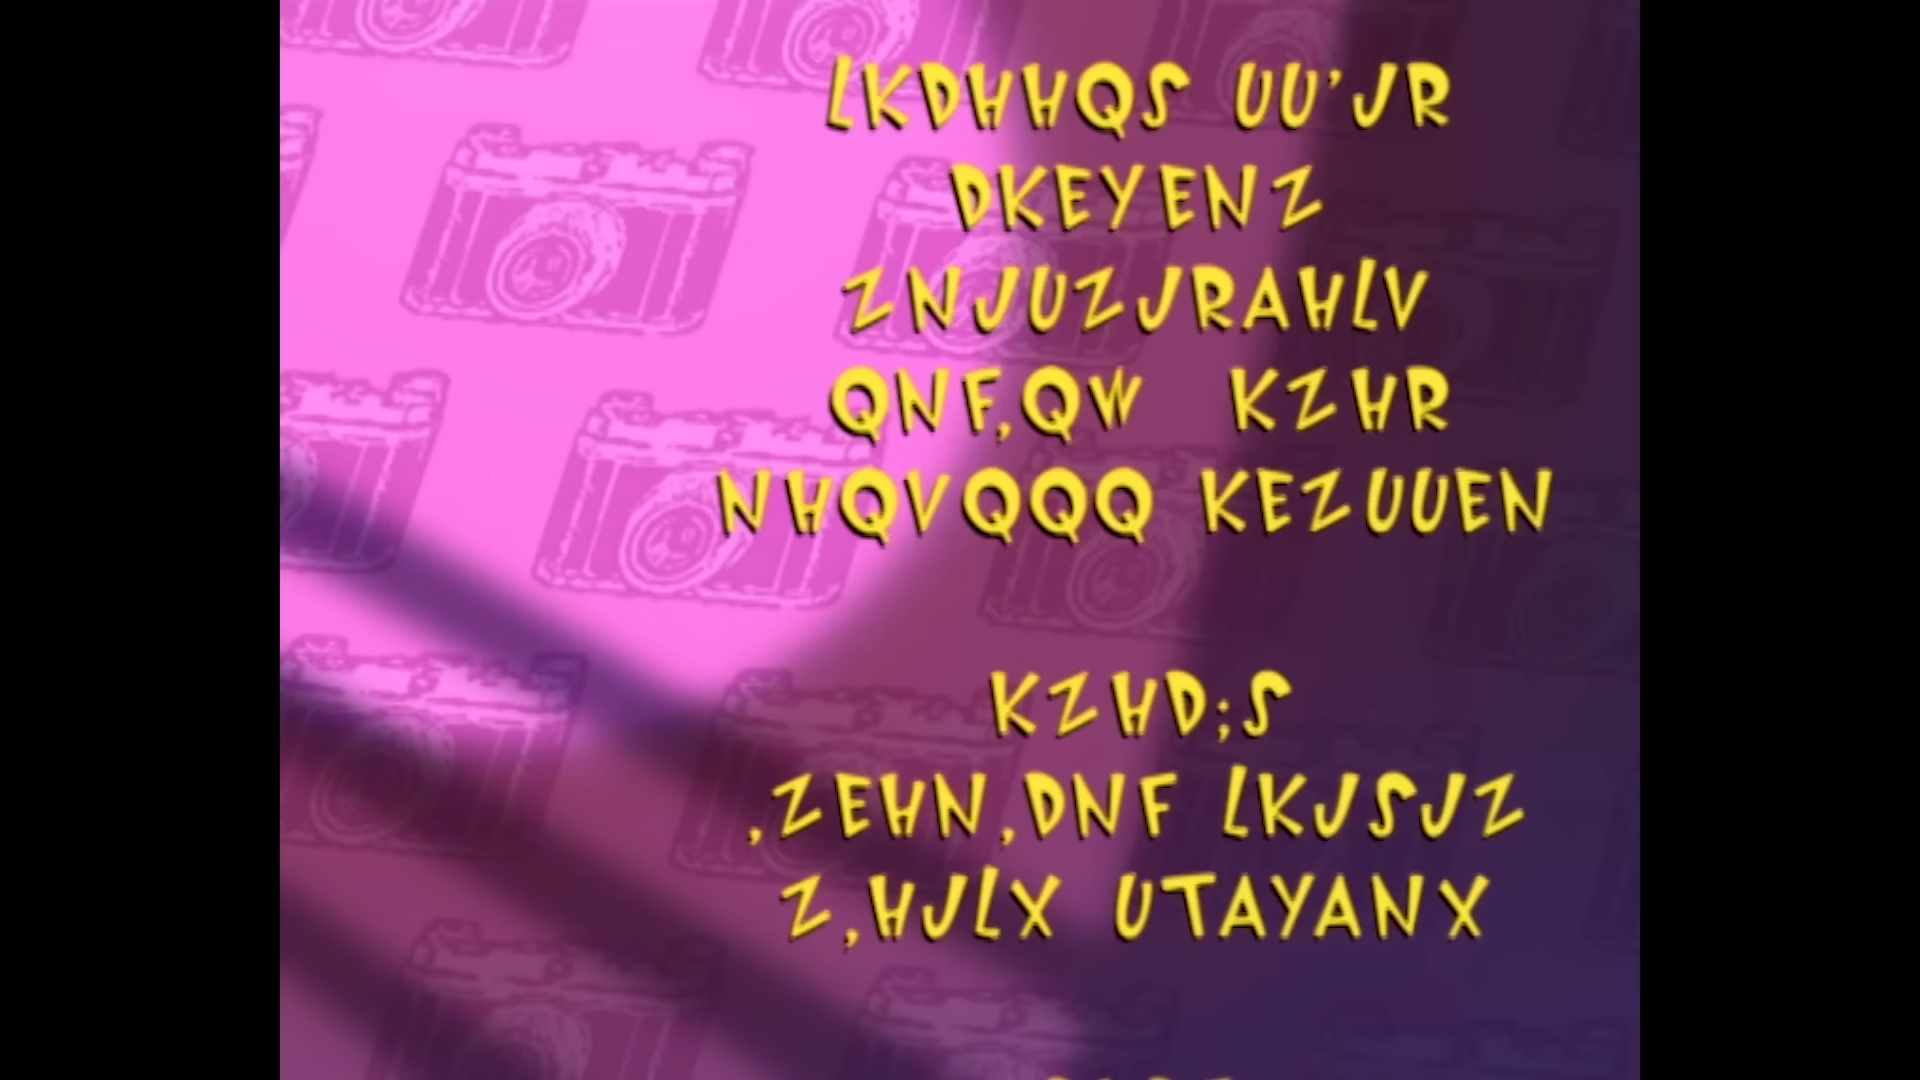 LKDHHQS UU'JR
DKEYENZ
ZNJUZJRAHLV
QNF,QW KZHR
NHQVQQQ KEZUUEN
KZHD;S
,ZEHN,DNF LKJSJZ
Z,HJLX UTAYANX